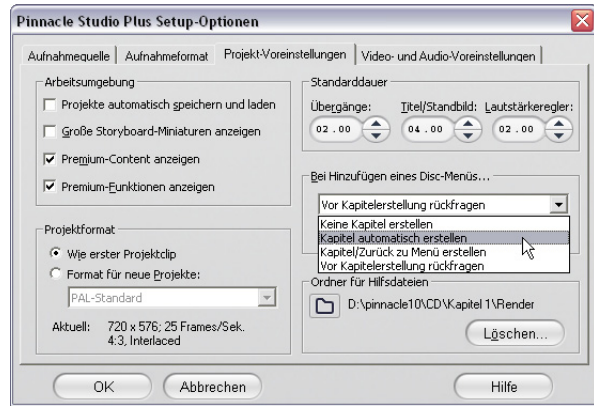 Pinnacle Studio Plus Setup-Optionen
Aufnahmequelle
Aufnahmeformat
Projekt-Voreinstellungen
Video- und Audio-Voreinstellungen
Arbeitsumgebung
Projekte automatisch speichern und laden
Große Storyboard-Miniaturen anzeigen
Premium-Content anzeigen
Premium-Funktionen anzeigen
Projektformat
Wie erster Projektclip
Format für neue Projekte:
PAL-Standard
Aktuell: 720 x 576; 25 Frames/Sek.
4:3, Interlaced
Standarddauer
Übergänge: Titel/Standbild: Lautstärkeregler:
02.00 04.00 02.00
Bei Hinzufügen eines Disc-Menüs...
Vor Kapitelerstellung rückfragen
Keine Kapitel erstellen
Kapitel automatisch erstellen
Kapitel/Zurück zu Menü erstellen
Vor Kapitelerstellung rückfragen
Ordner für Hilfsdateien
D:\pinnacle10\CD\Kapitel 1\Render
Löschen...
OK
Abbrechen
Hilfe